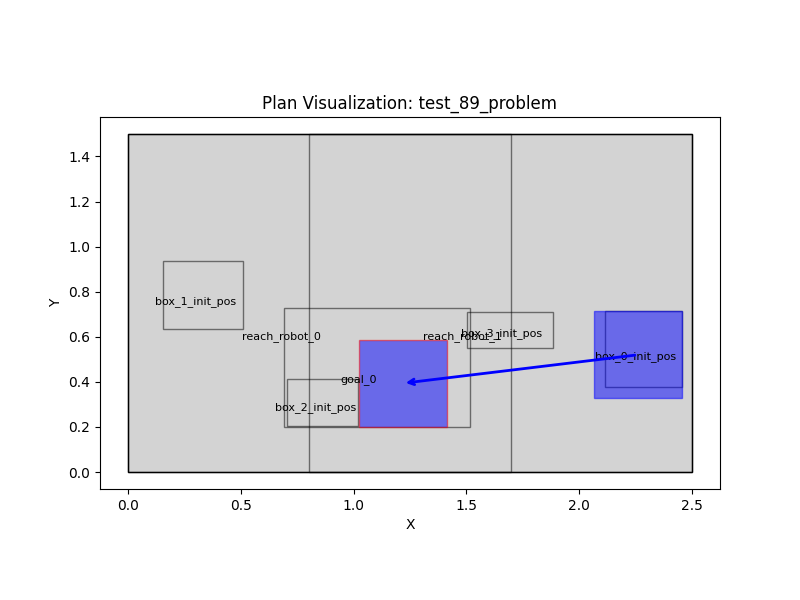 Plan Visualization: test_89_problem
Y
1.4
1.2
1.0
0.8
0.6
0.4
0.2
0.0
box_1_init_pos
reach_robot_0
reach_robot_1
box_3_init_pos
box_0_init_pos
goal_0
box_2_init_pos
0.0
0.5
1.0
1.5
2.0
2.5
X